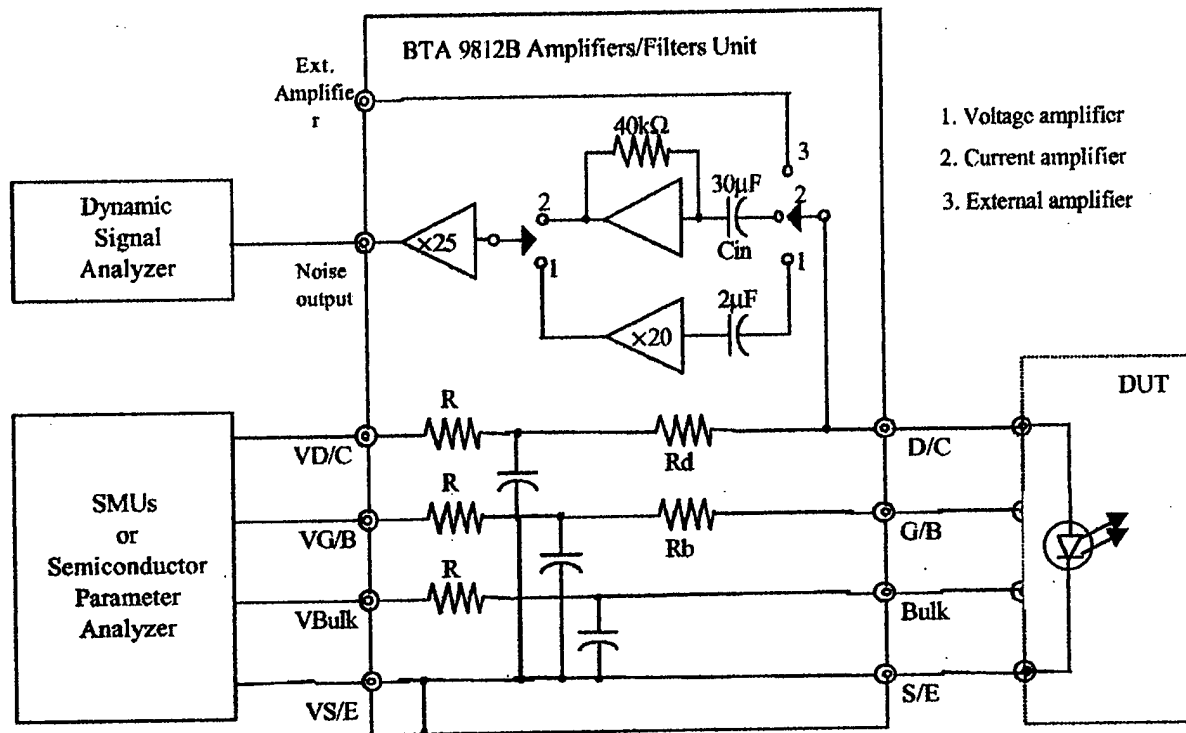 BTA 9812B Amplifiers/Filters Unit
Ext.
Amplifie
r
40kΩ
3
1. Voltage amplifier
2. Current amplifier
3. External amplifier
30µF
2
2
Cin
Dynamic
Signal
Analyzer
×25
Noise
output
1
1
2µF
×20
DUT
R
VD/C
Rd
D/C
SMUs
or
Semiconductor
Parameter
Analyzer
R
VG/B
Rb
G/B
R
VBulk
Bulk
VS/E
S/E